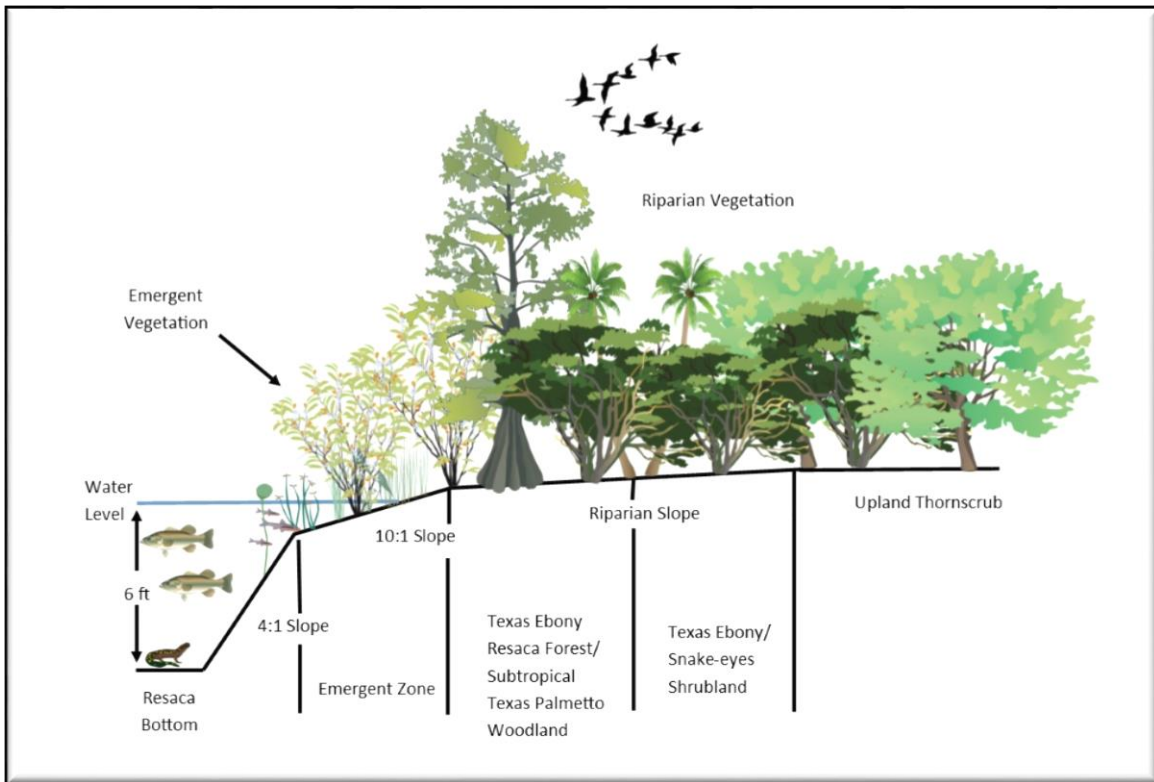 Riparian Vegetation
Emergent
Vegetation
Water
Level
6 ft
Resaca
Bottom
4:1 Slope
Emergent Zone
10:1 Slope
Texas Ebony
Resaca Forest/
Subtropical
Texas Palmetto
Woodland
Riparian Slope
Texas Ebony/
Snake-eyes
Shrubland
Upland Thornscrub